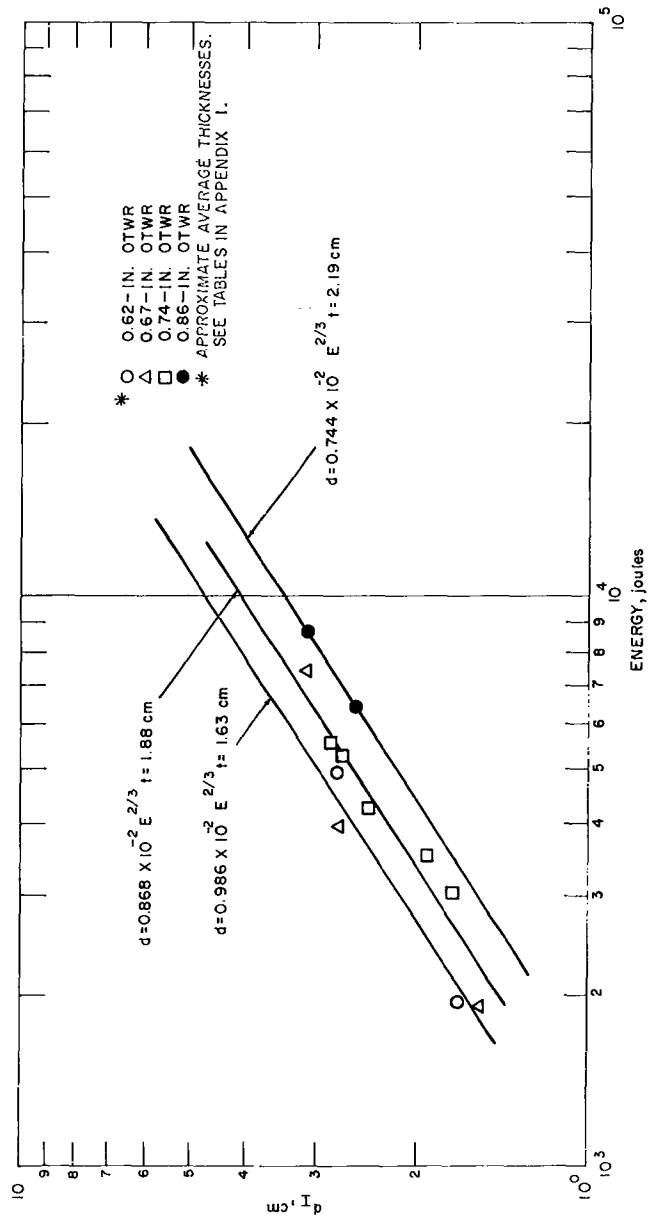 *
○ 0.62-IN. OTWR
△ 0.67-IN. OTWR
□ 0.74-IN. OTWR
● 0.86-IN. OTWR
* APPROXIMATE AVERAGE THICKNESSES.
SEE TABLES IN APPENDIX 1.
d=0.868 X 10^-2 E^2/3 t=1.88 cm
d=0.986 X 10^-2 E^2/3 t=1.63 cm
d=0.744 X 10^-2 E^2/3 t=2.19 cm
d_I, cm
10
9
8
7
6
5
4
3
2
10^0
10^3
2
3
4
5
6
7
8
9
10^4
10^5
ENERGY, joules